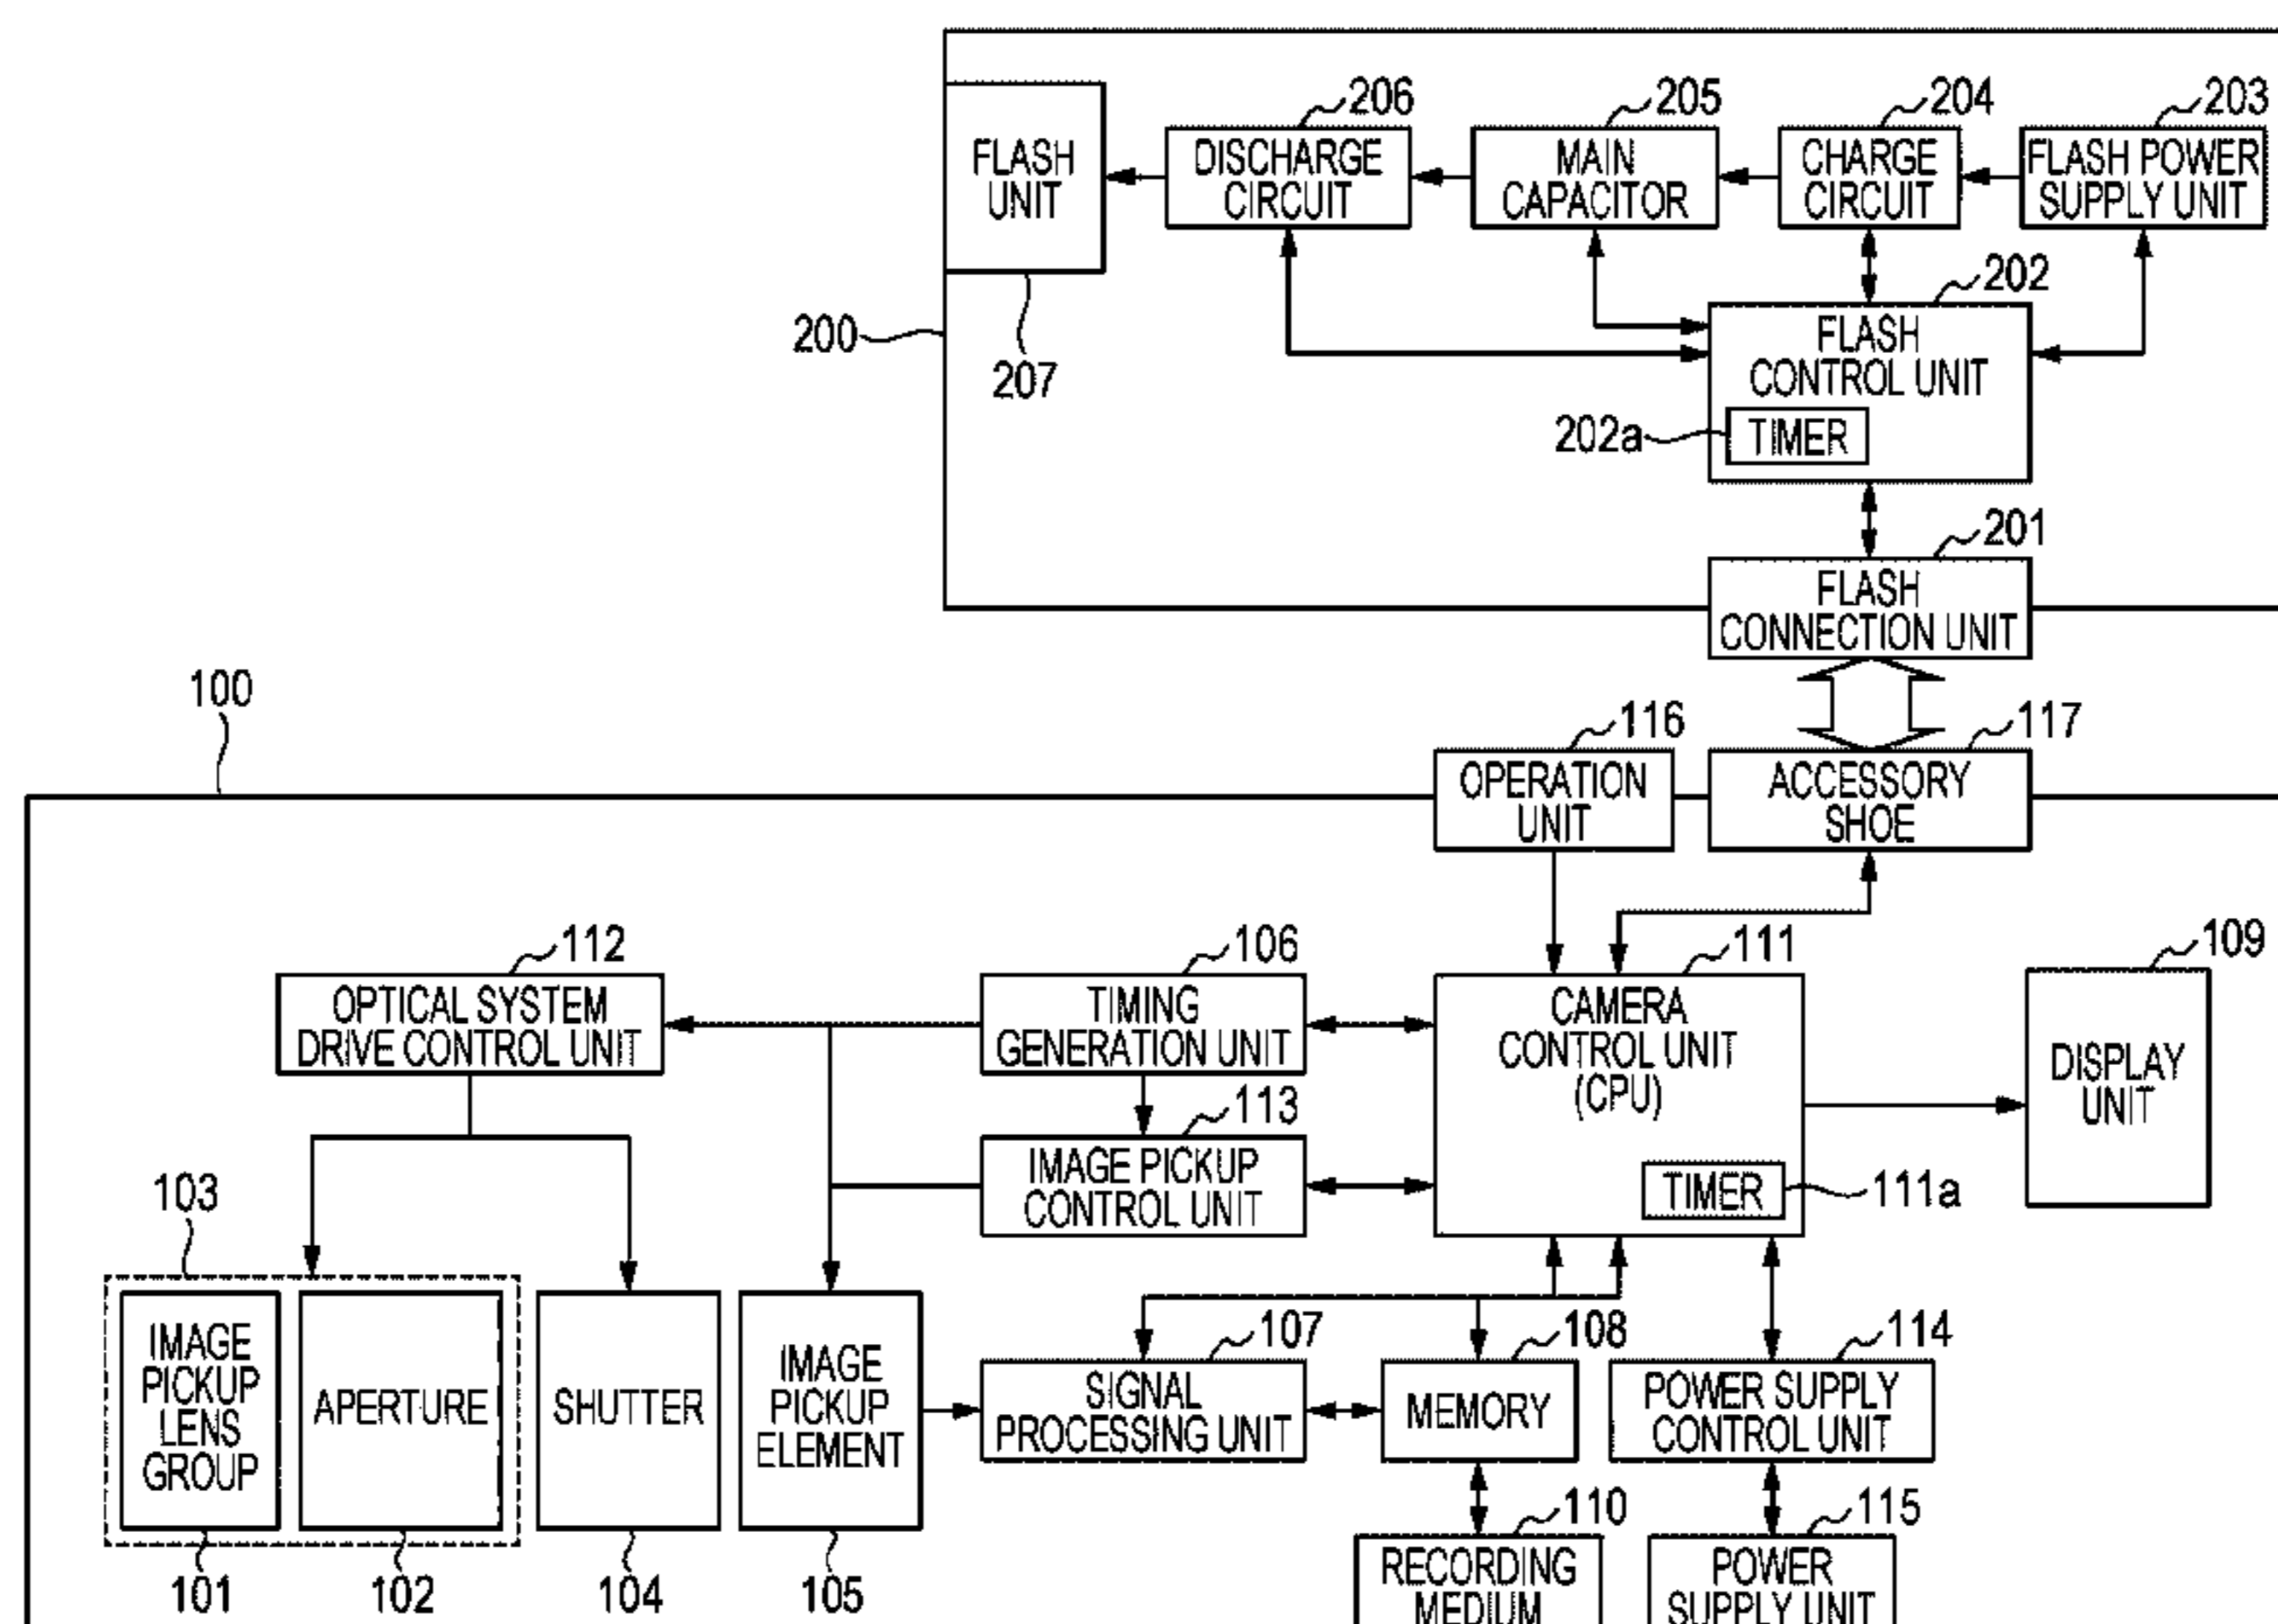 206
205
204
203
FLASH
UNIT
DISCHARGE
CIRCUIT
MAIN
CAPACITOR
CHARGE
CIRCUIT
FLASH POWER
SUPPLY UNIT
202
200
207
FLASH
CONTROL UNIT
202a
TIMER
201
FLASH
CONNECTION UNIT
100
116
117
OPERATION
UNIT
ACCESSORY
SHOE
112
106
111
109
OPTICAL SYSTEM
DRIVE CONTROL UNIT
TIMING
GENERATION UNIT
CAMERA
CONTROL UNIT
(CPU)
DISPLAY
UNIT
113
IMAGE PICKUP
CONTROL UNIT
TIMER
111a
103
107
108
114
IMAGE
PICKUP
LENS
GROUP
APERTURE
SHUTTER
IMAGE
PICKUP
ELEMENT
SIGNAL
PROCESSING UNIT
MEMORY
POWER SUPPLY
CONTROL UNIT
110
115
101
102
104
105
RECORDING
MEDIUM
POWER
SUPPLY UNIT